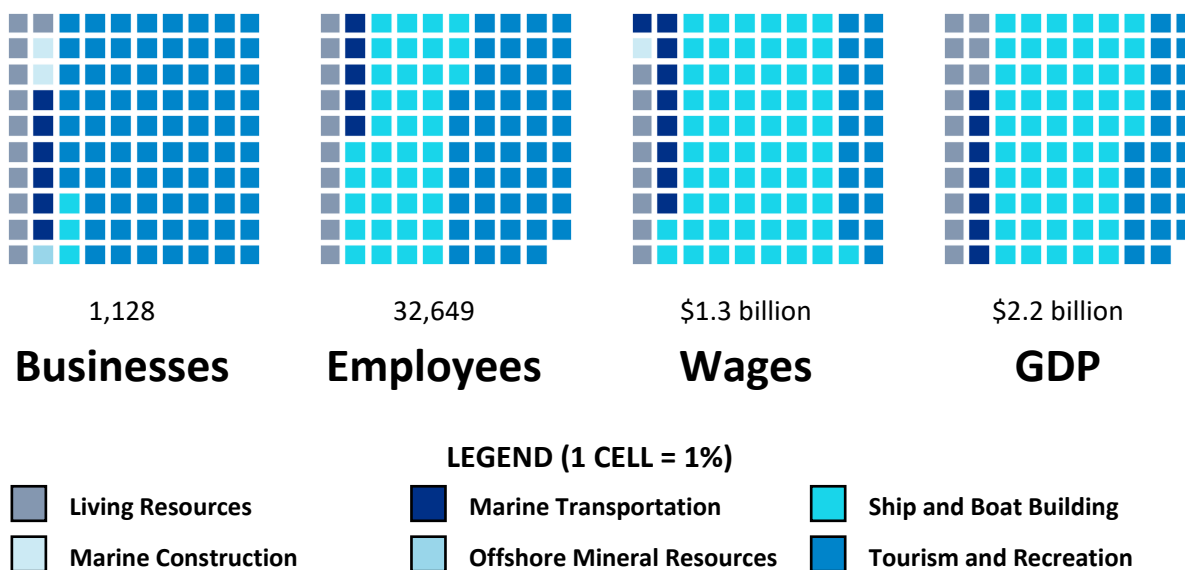 1,128 32,649 $1.3 billion $2.2 billion
Businesses Employees Wages GDP
LEGEND (1 CELL = 1%)
Living Resources Marine Transportation Ship and Boat Building
Marine Construction Offshore Mineral Resources Tourism and Recreation